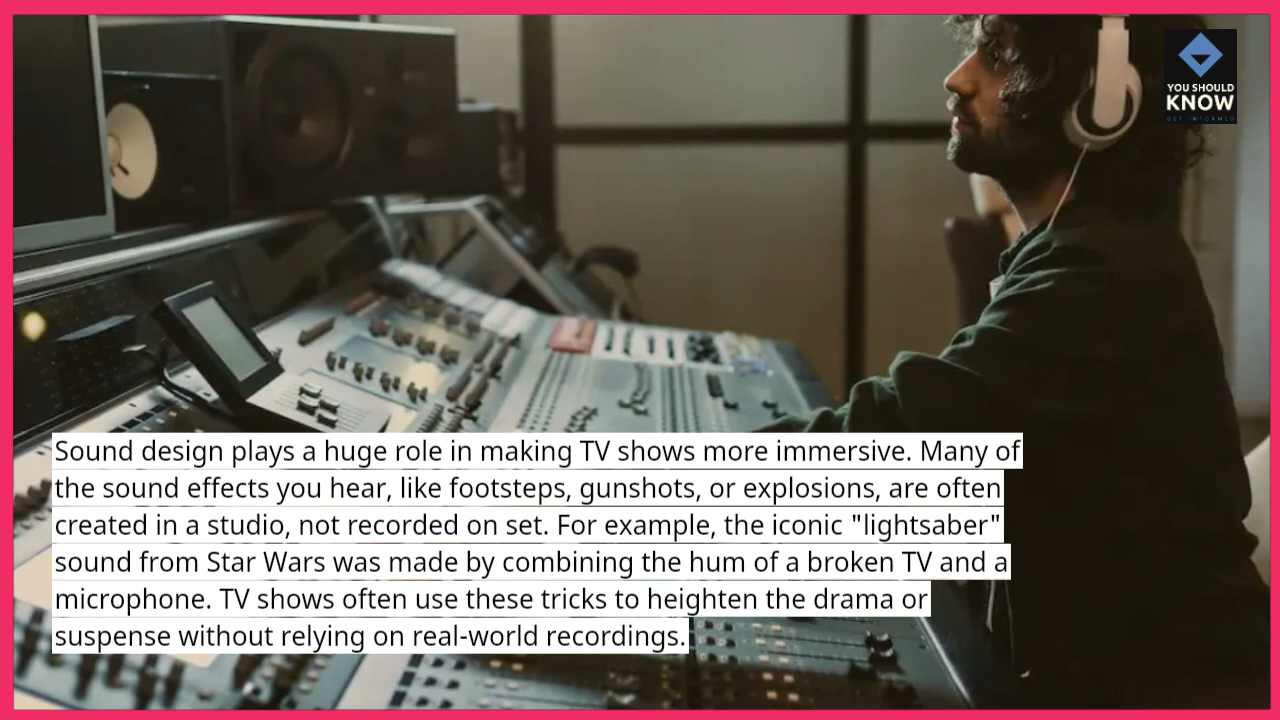 YOU SHOULD
KNOW
GET INFORMED
Sound design plays a huge role in making TV shows more immersive. Many of
the sound effects you hear, like footsteps, gunshots, or explosions, are often
created in a studio, not recorded on set. For example, the iconic "lightsaber"
sound from Star Wars was made by combining the hum of a broken TV and a
microphone. TV shows often use these tricks to heighten the drama or
suspense without relying on real-world recordings.